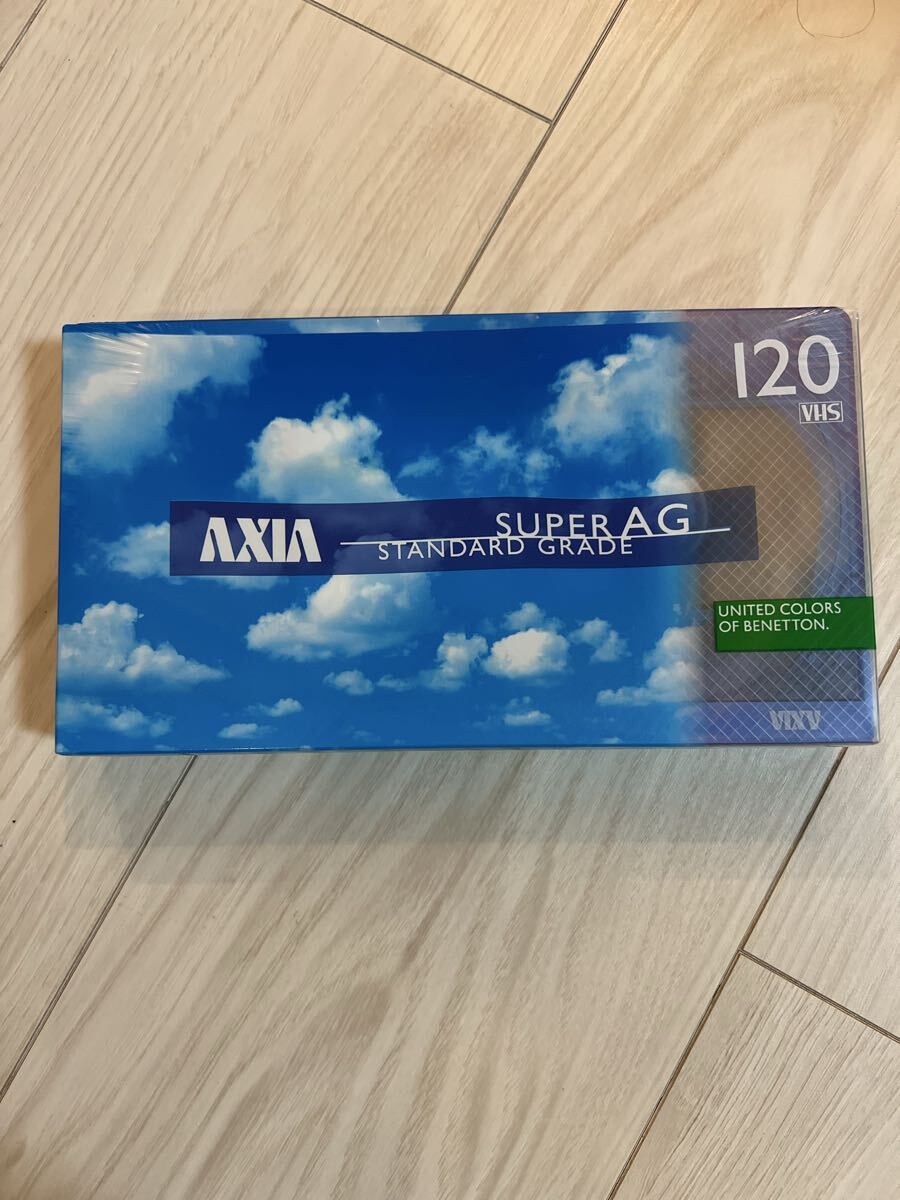 120
VHS
AXIA
SUPER AG
STANDARD GRADE
UNITED COLORS
OF BENETTON.
AXIA